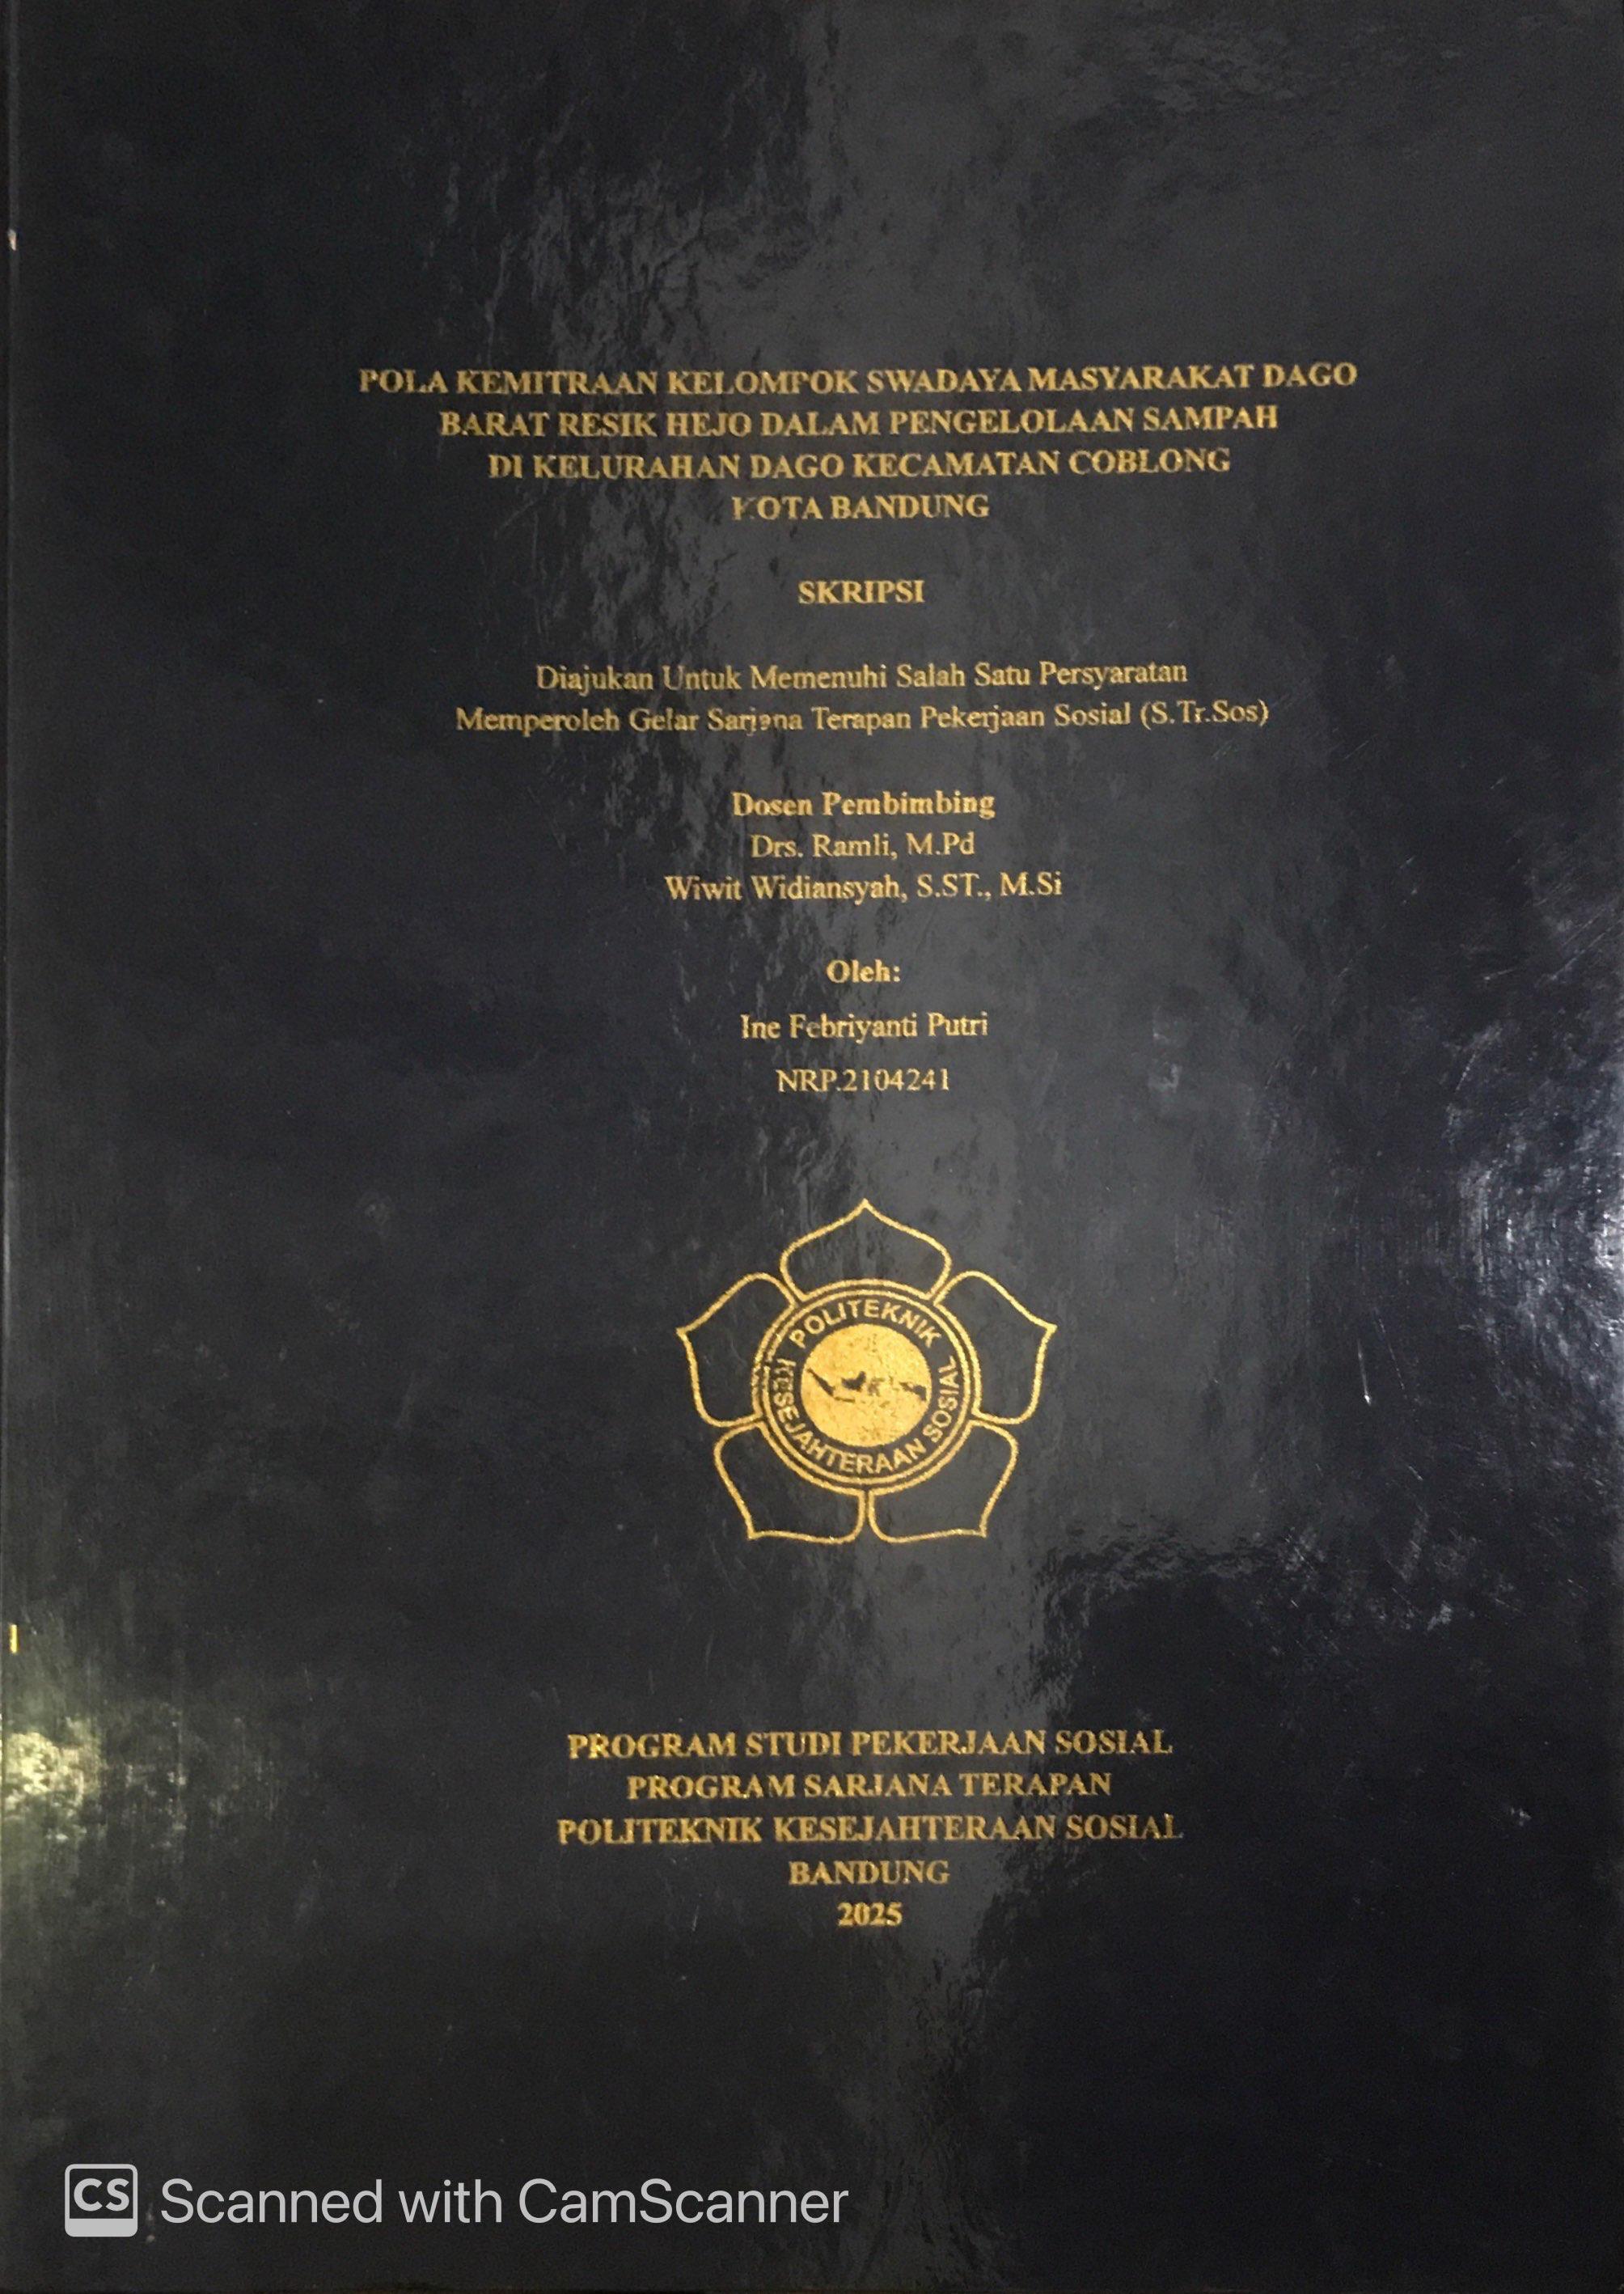 POLA KEMITRAAN KELOMPOK SWADAYA MASYARAKAT DAGO
BARAT RESIK HEJO DALAM PENGELOLAAN SAMPAH
DI KELURAHAN DAGO KECAMATAN COBLONG
KOTA BANDUNG
SKRIPSI
Diajukan Untuk Memenuhi Salah Satu Persyaratan
Memperoleh Gelar Sarjana Terapan Pekerjaan Sosial (S.Tr.Sos)
Dosen Pembimbing
Drs. Ramli, M.Pd
Wiwit Widiansyah, S.ST., M.Si
Oleh:
Ine Febriyanti Putri
NRP.2104241
POLITEKNIK
KESEJAHTERAAN SOSIAL
PROGRAM STUDI PEKERJAAN SOSIAL
PROGRAM SARJANA TERAPAN
POLITEKNIK KESEJAHTERAAN SOSIAL
BANDUNG
2025
CS Scanned with CamScanner